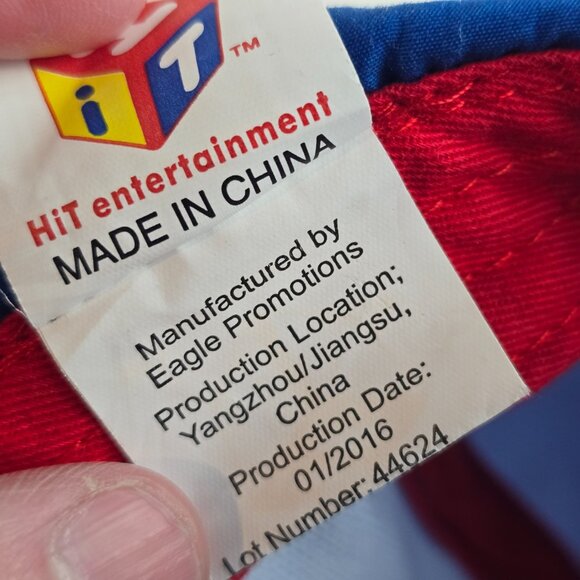 iT
TM
HiT entertainment
MADE IN CHINA
Manufactured by
Eagle Promotions
Production Location;
Yangzhou/Jiangsu,
China
Production Date:
01/2016
Lot Number:44624